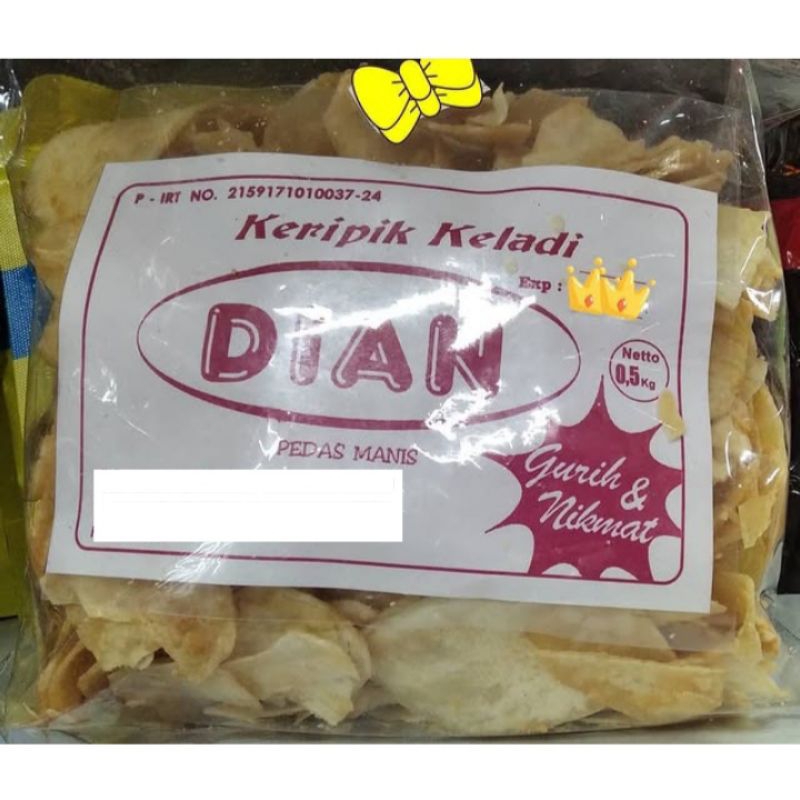 P - IRT NO. 2159171010037-24
Keripik Keladi
Exp :
DIAN
Netto
0,5 Kg
PEDAS MANIS
Gurih &
Nikmat